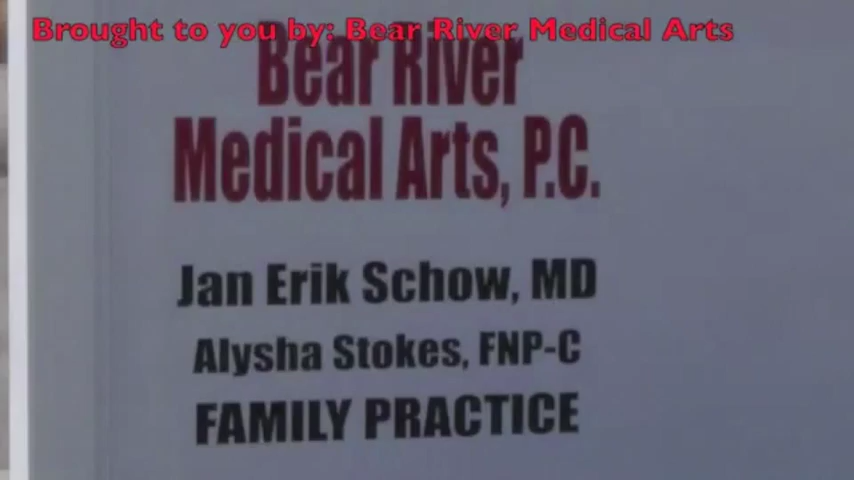 Brought to you by: Bear River Medical Arts
Bear River
Medical Arts, P.C.
Jan Erik Schow, MD
Alysha Stokes, FNP-C
FAMILY PRACTICE